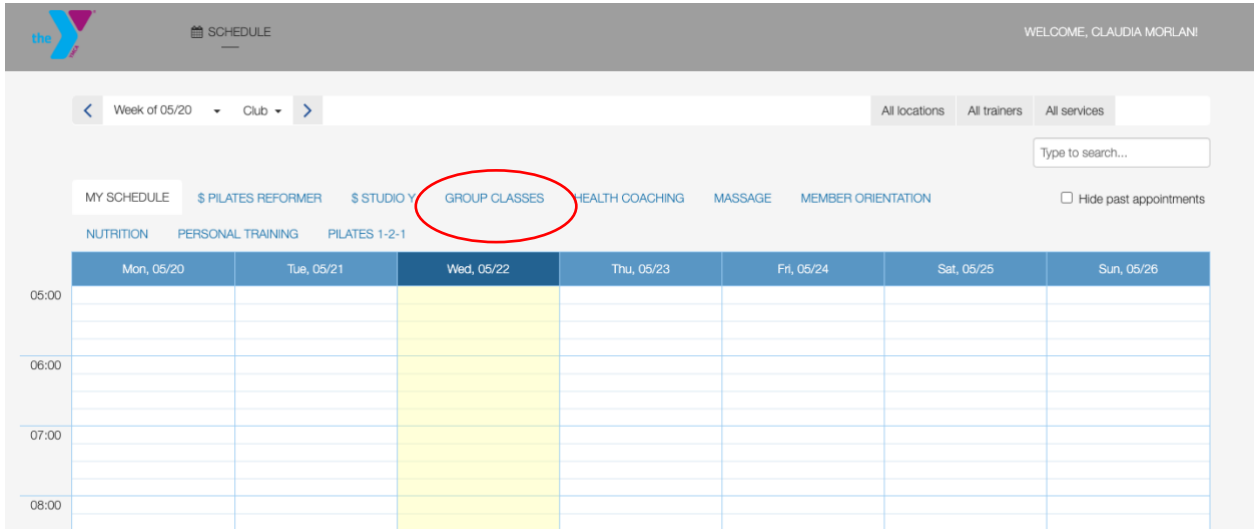 the
SCHEDULE
WELCOME, CLAUDIA MORLAN!
Week of 05/20 Club All locations All trainers All services
Type to search...
MY SCHEDULE $ PILATES REFORMER $ STUDIO Y GROUP CLASSES HEALTH COACHING MASSAGE MEMBER ORIENTATION Hide past appointments
NUTRITION PERSONAL TRAINING PILATES 1-2-1
Mon, 05/20 Tue, 05/21 Wed, 05/22 Thu, 05/23 Fri, 05/24 Sat, 05/25 Sun, 05/26
05:00
06:00
07:00
08:00